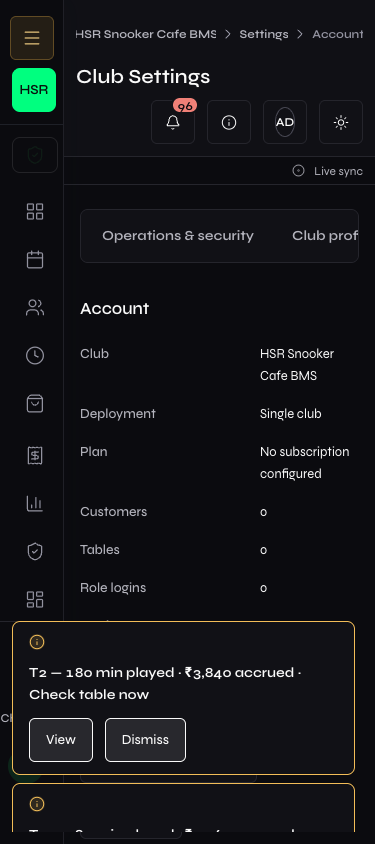 HSR Snooker Cafe BMS > Settings > Account
HSR
Club Settings
96
AD
Live sync
Operations & security
Club prof
Account
Club
HSR Snooker
Cafe BMS
Deployment
Single club
Plan
No subscription
configured
Customers
0
Tables
0
Role logins
0
T2 — 180 min played · ₹3,840 accrued ·
Check table now
View
Dismiss